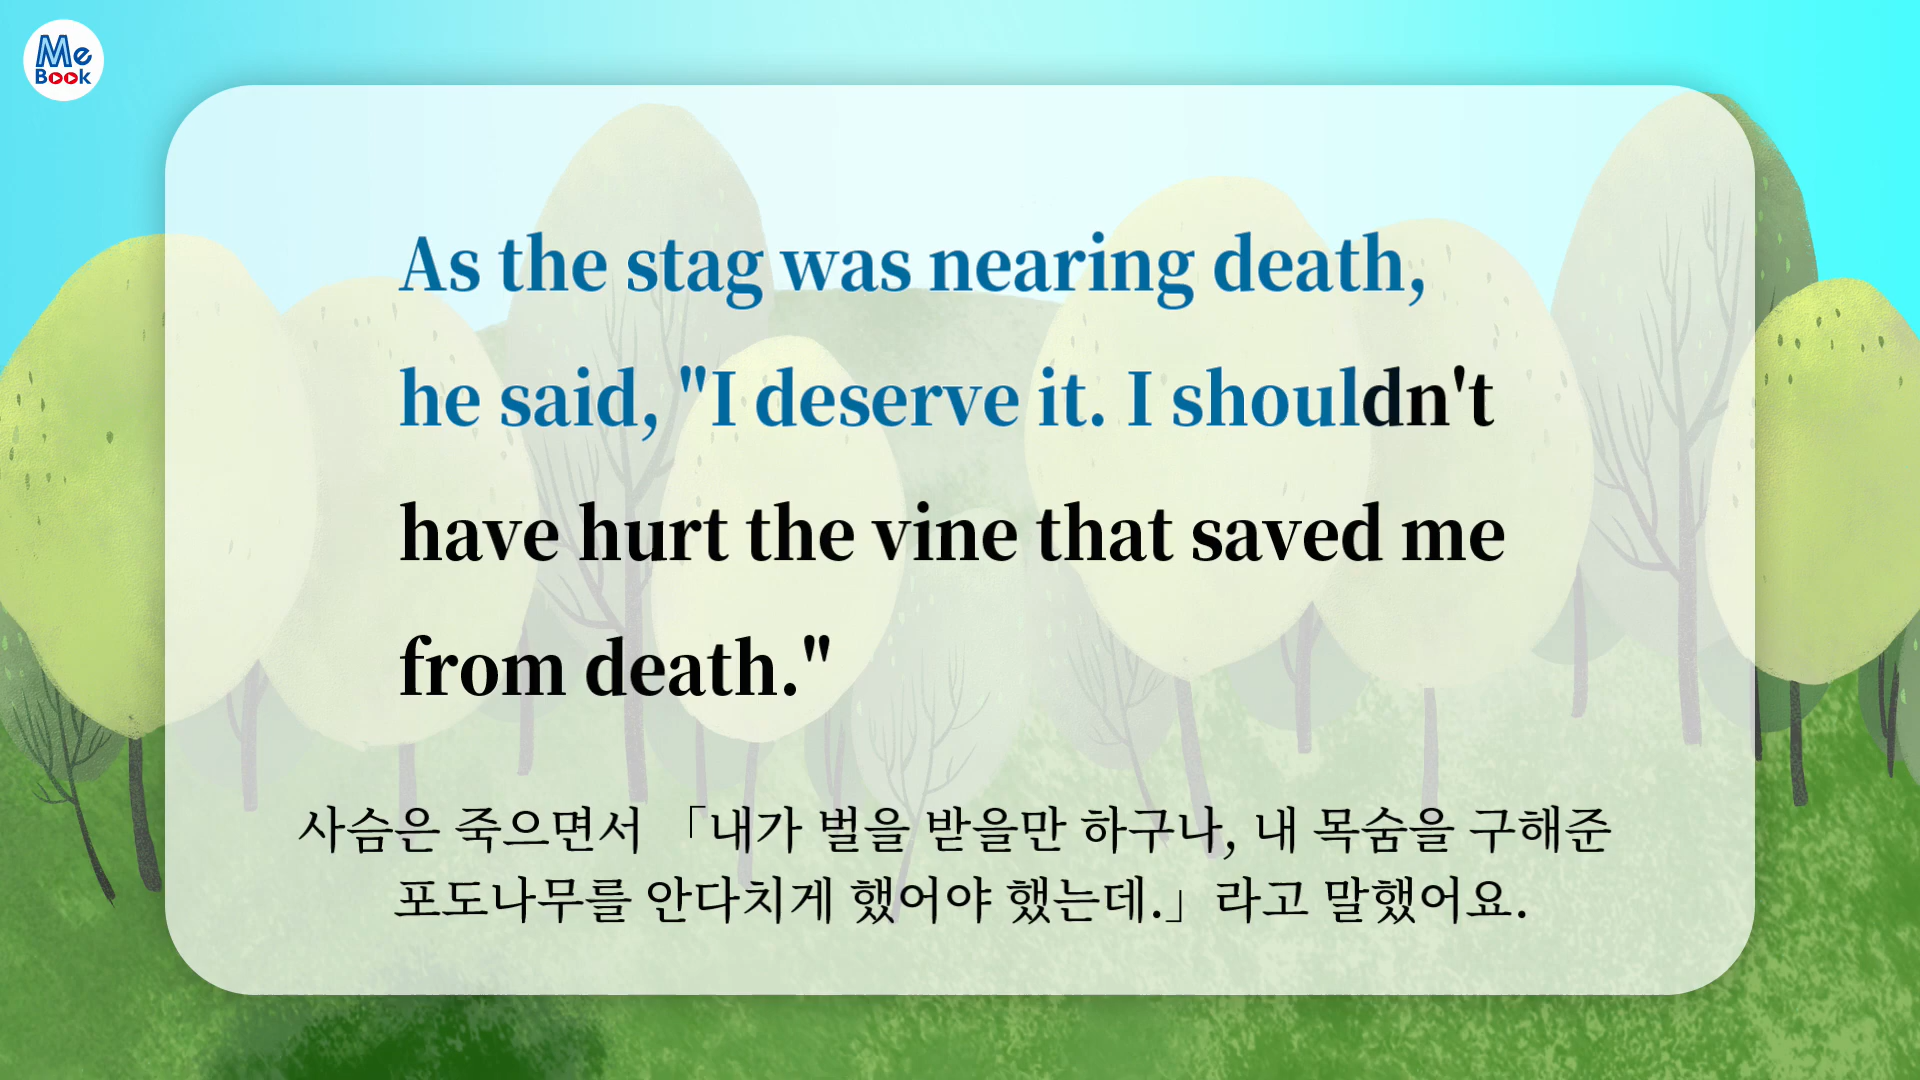 Me
Book
As the stag was nearing death,
he said, "I deserve it. I shouldn't
have hurt the vine that saved me
from death."
사슴은 죽으면서 「내가 벌을 받을만 하구나, 내 목숨을 구해준
포도나무를 안다치게 했어야 했는데.」라고 말했어요.